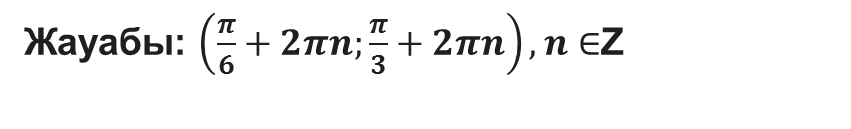 Жауабы: (π/6 + 2πn; π/3 + 2πn), n ∈Z